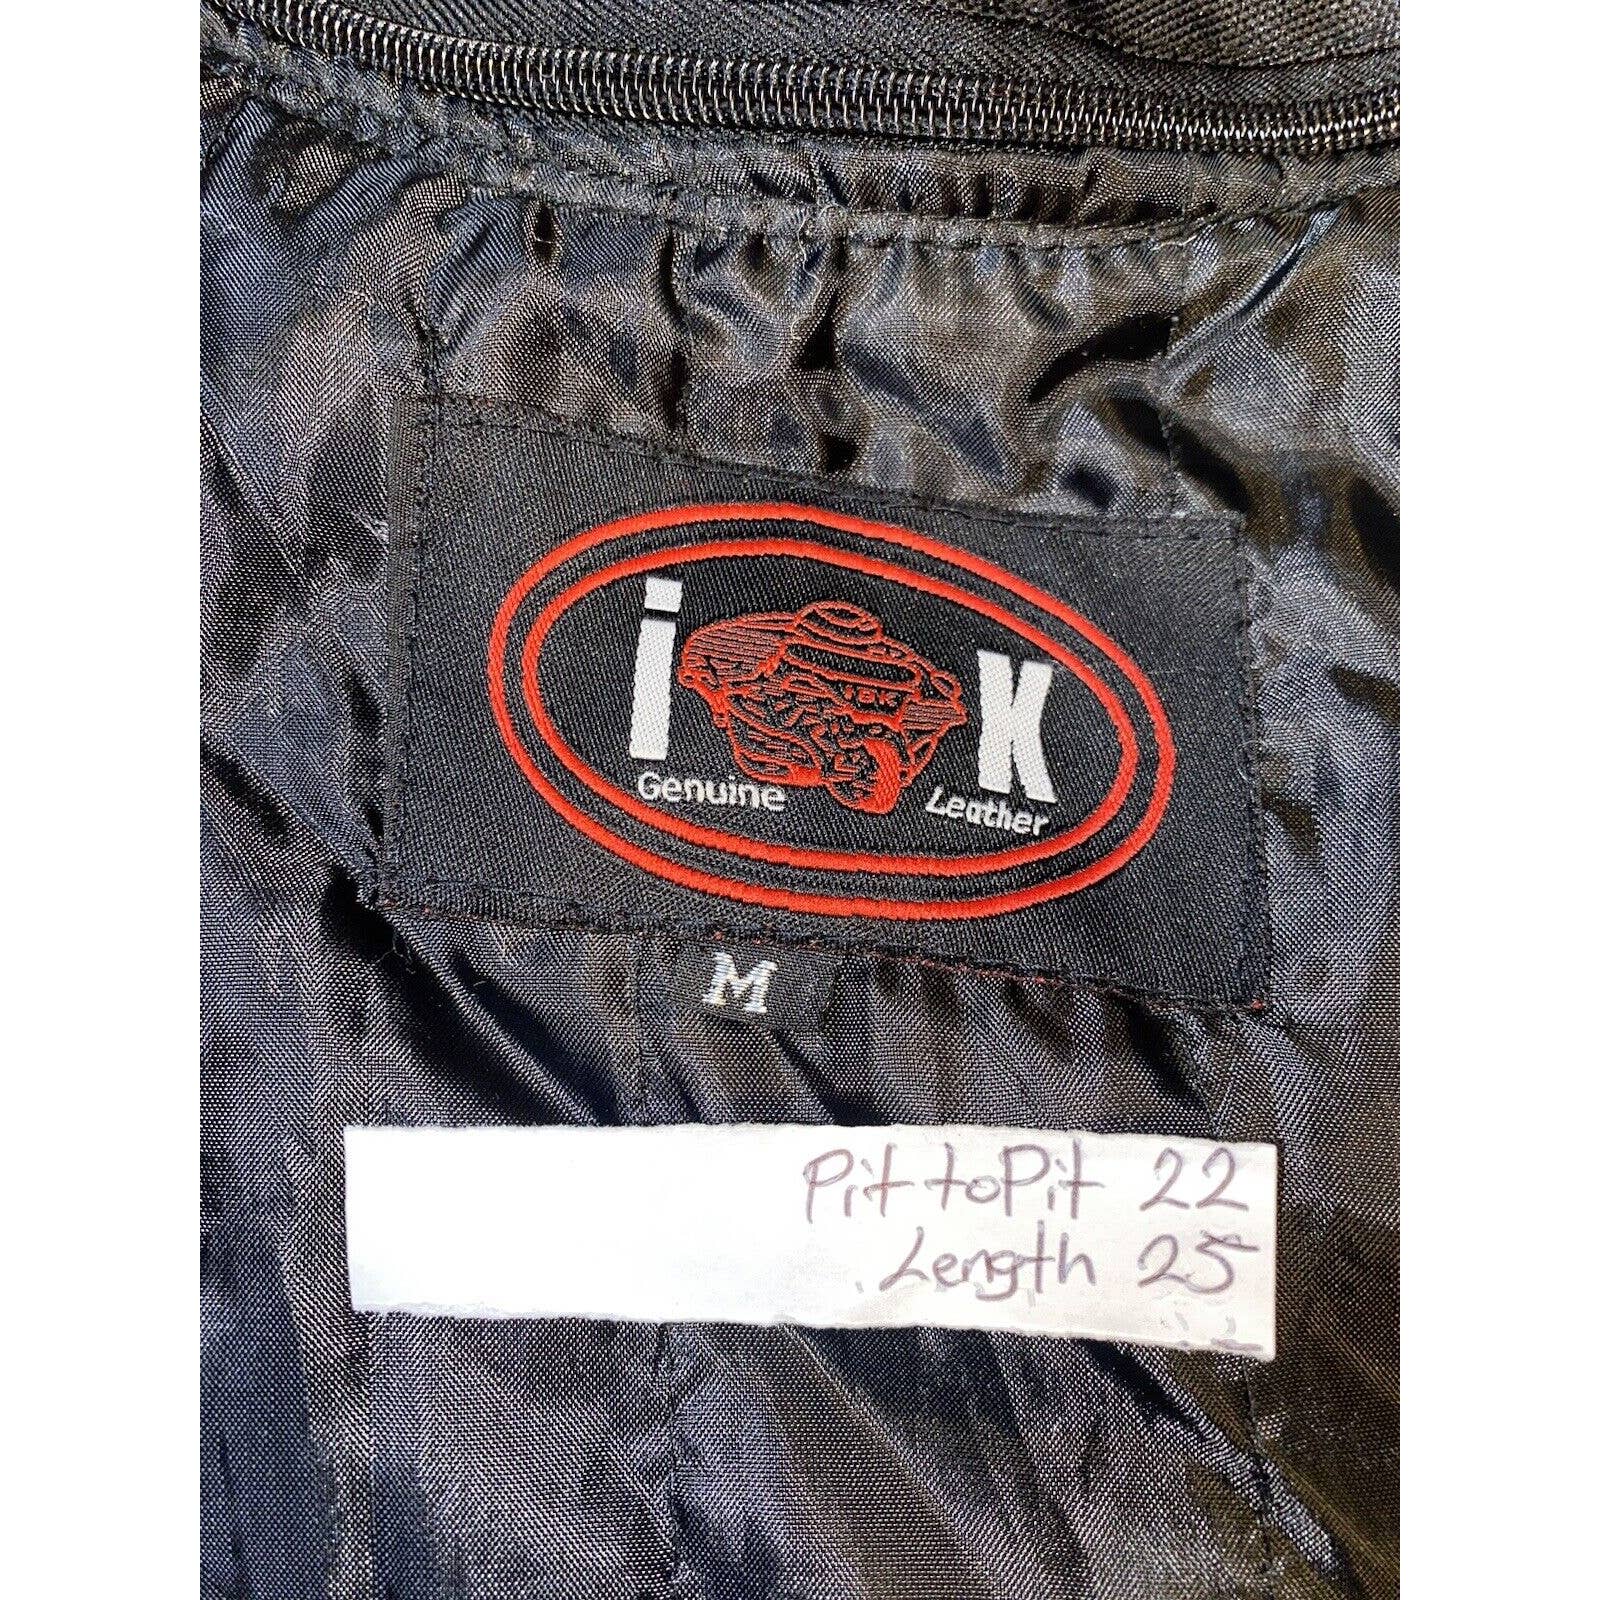 i K
Genuine Leather
M
Pit to Pit 22
Length 25